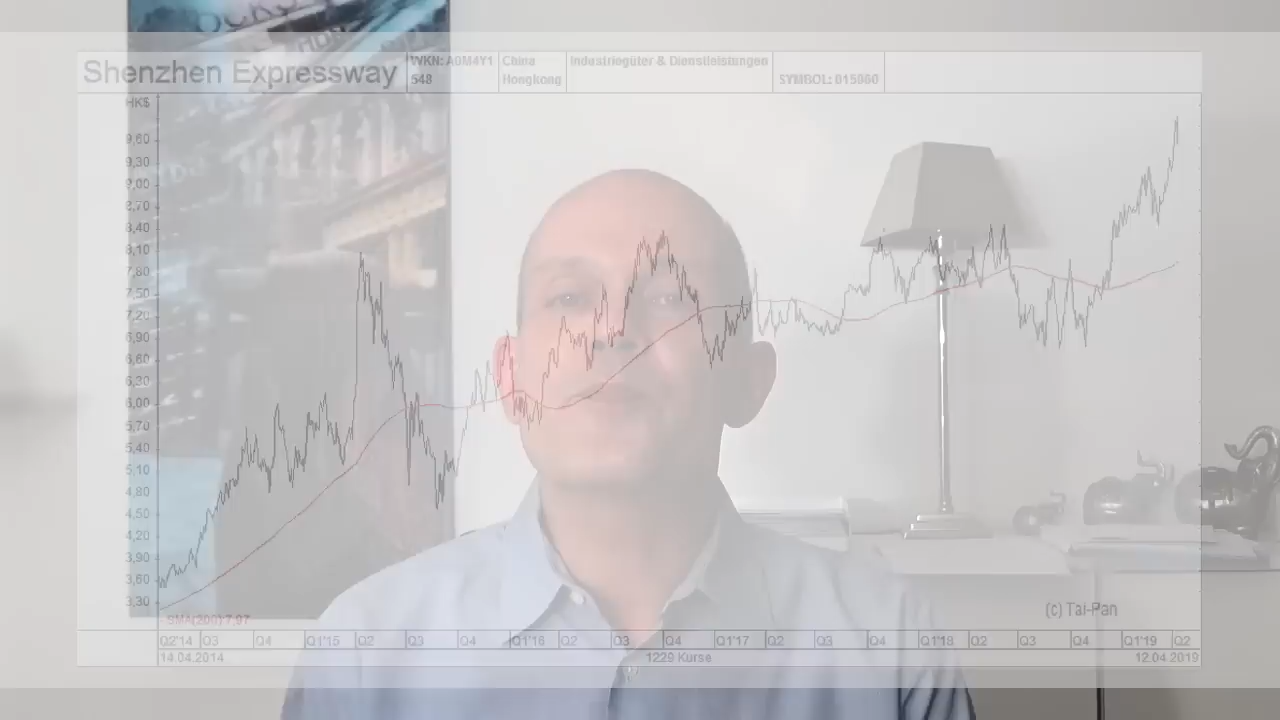 Shenzhen Expressway
WKN: A0M4Y1
548
China
Hongkong
Industriegüter & Dienstleistungen
SYMBOL: 015060
HK$
9,60
9,30
9,00
8,70
8,40
8,10
7,80
7,50
7,20
6,90
6,60
6,30
6,00
5,70
5,40
5,10
4,80
4,50
4,20
3,90
3,60
3,30
SMA(200):7,97
(c) Tai-Pan
Q2'14 Q3 Q4 Q1'15 Q2 Q3 Q4 Q1'16 Q2 Q3 Q4 Q1'17 Q2 Q3 Q4 Q1'18 Q2 Q3 Q4 Q1'19 Q2
14.04.2014 1229 Kurse 12.04.2019